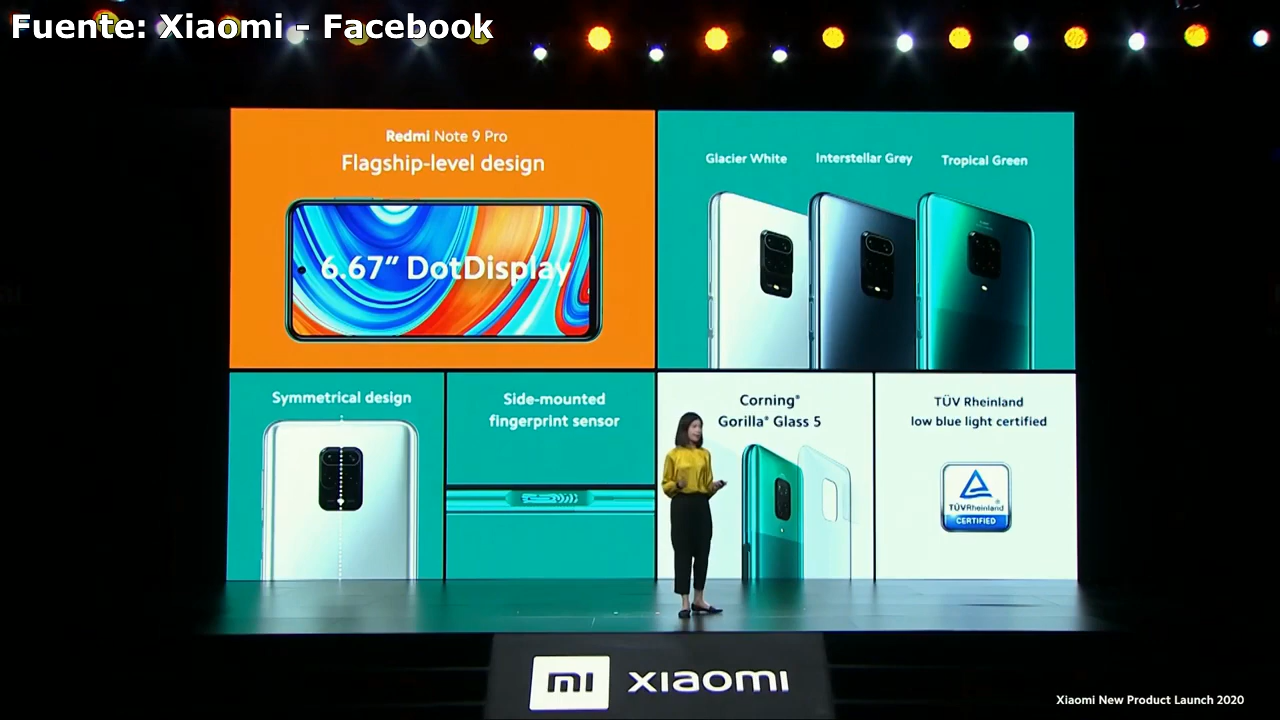 Fuente: Xiaomi - Facebook
Redmi Note 9 Pro
Flagship-level design
6.67” DotDisplay
Glacier White
Interstellar Grey
Tropical Green
Symmetrical design
Side-mounted
fingerprint sensor
Corning®
Gorilla® Glass 5
TÜV Rheinland
low blue light certified
TÜVRheinland®
CERTIFIED
mi xiaomi
Xiaomi New Product Launch 2020